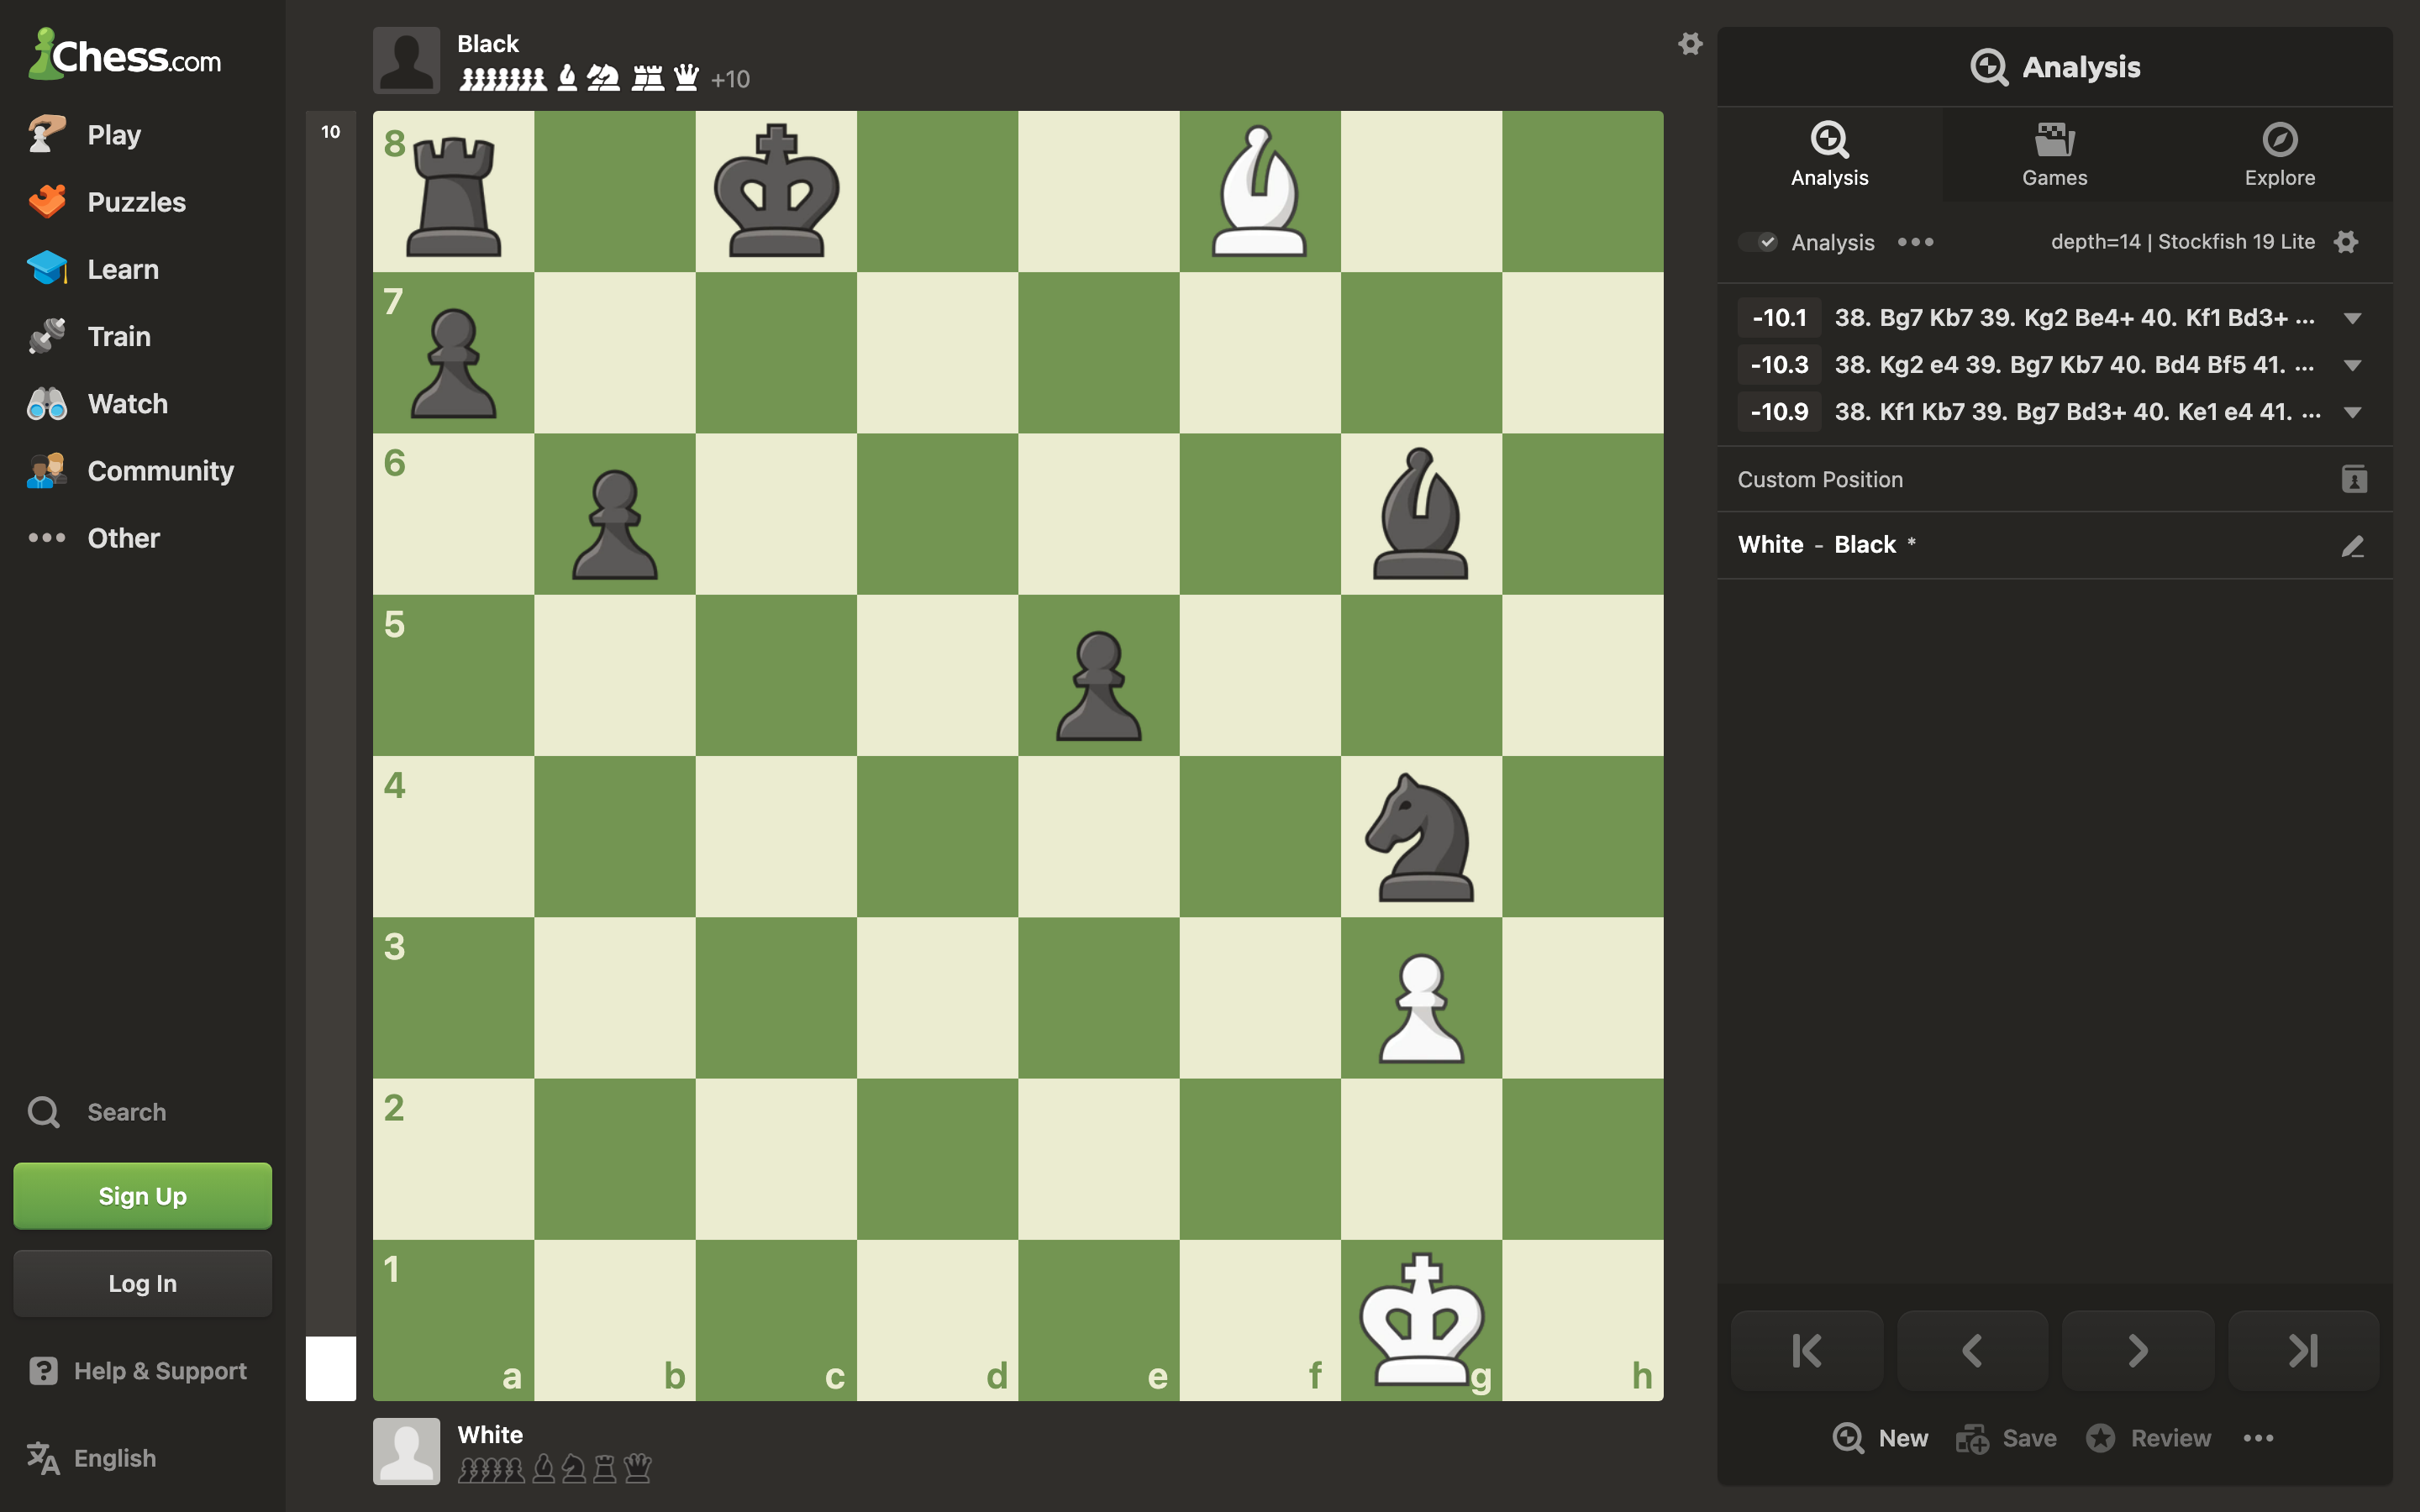 Chess.com
Play
Puzzles
Learn
Train
Watch
Community
Other
Search
Sign Up
Log In
Help & Support
English
Black
+10
10
8
7
6
5
4
3
2
1
a b c d e f g h
White
Analysis
Analysis Games Explore
Analysis depth=14 | Stockfish 19 Lite
-10.1 38. Bg7 Kb7 39. Kg2 Be4+ 40. Kf1 Bd3+ ...
-10.3 38. Kg2 e4 39. Bg7 Kb7 40. Bd4 Bf5 41. ...
-10.9 38. Kf1 Kb7 39. Bg7 Bd3+ 40. Ke1 e4 41. ...
Custom Position
White - Black *
New Save Review